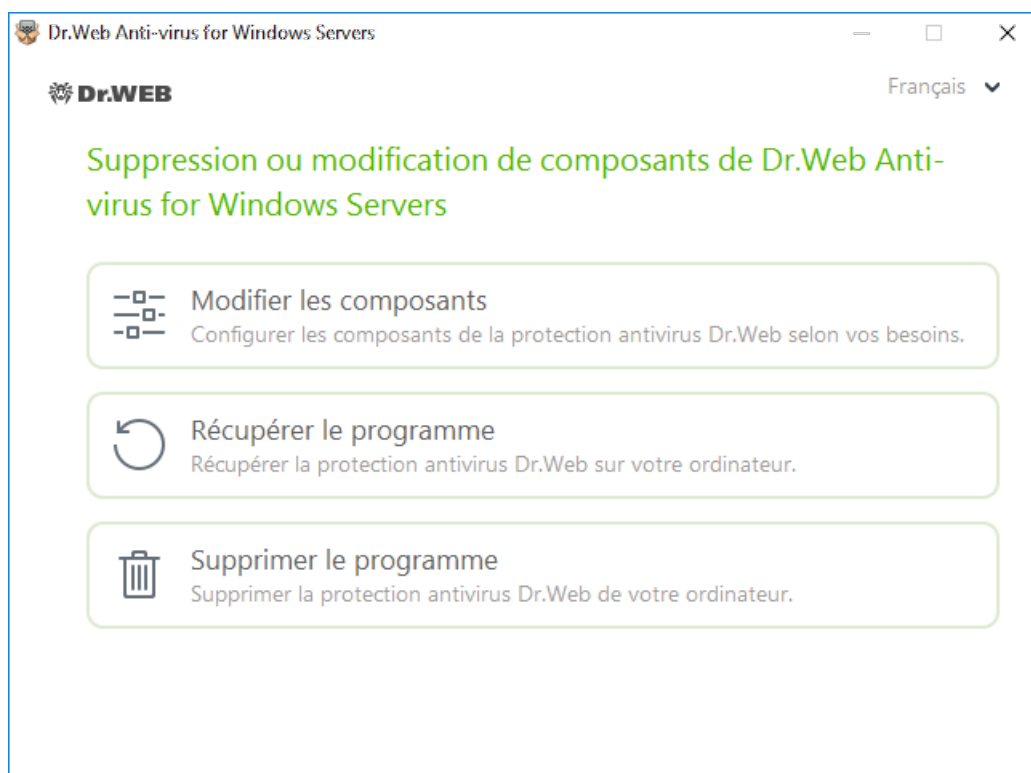 Dr.Web Anti-virus for Windows Servers
Dr.WEB
Français
Suppression ou modification de composants de Dr.Web Anti-
virus for Windows Servers
Modifier les composants
Configurer les composants de la protection antivirus Dr.Web selon vos besoins.
Récupérer le programme
Récupérer la protection antivirus Dr.Web sur votre ordinateur.
Supprimer le programme
Supprimer la protection antivirus Dr.Web de votre ordinateur.